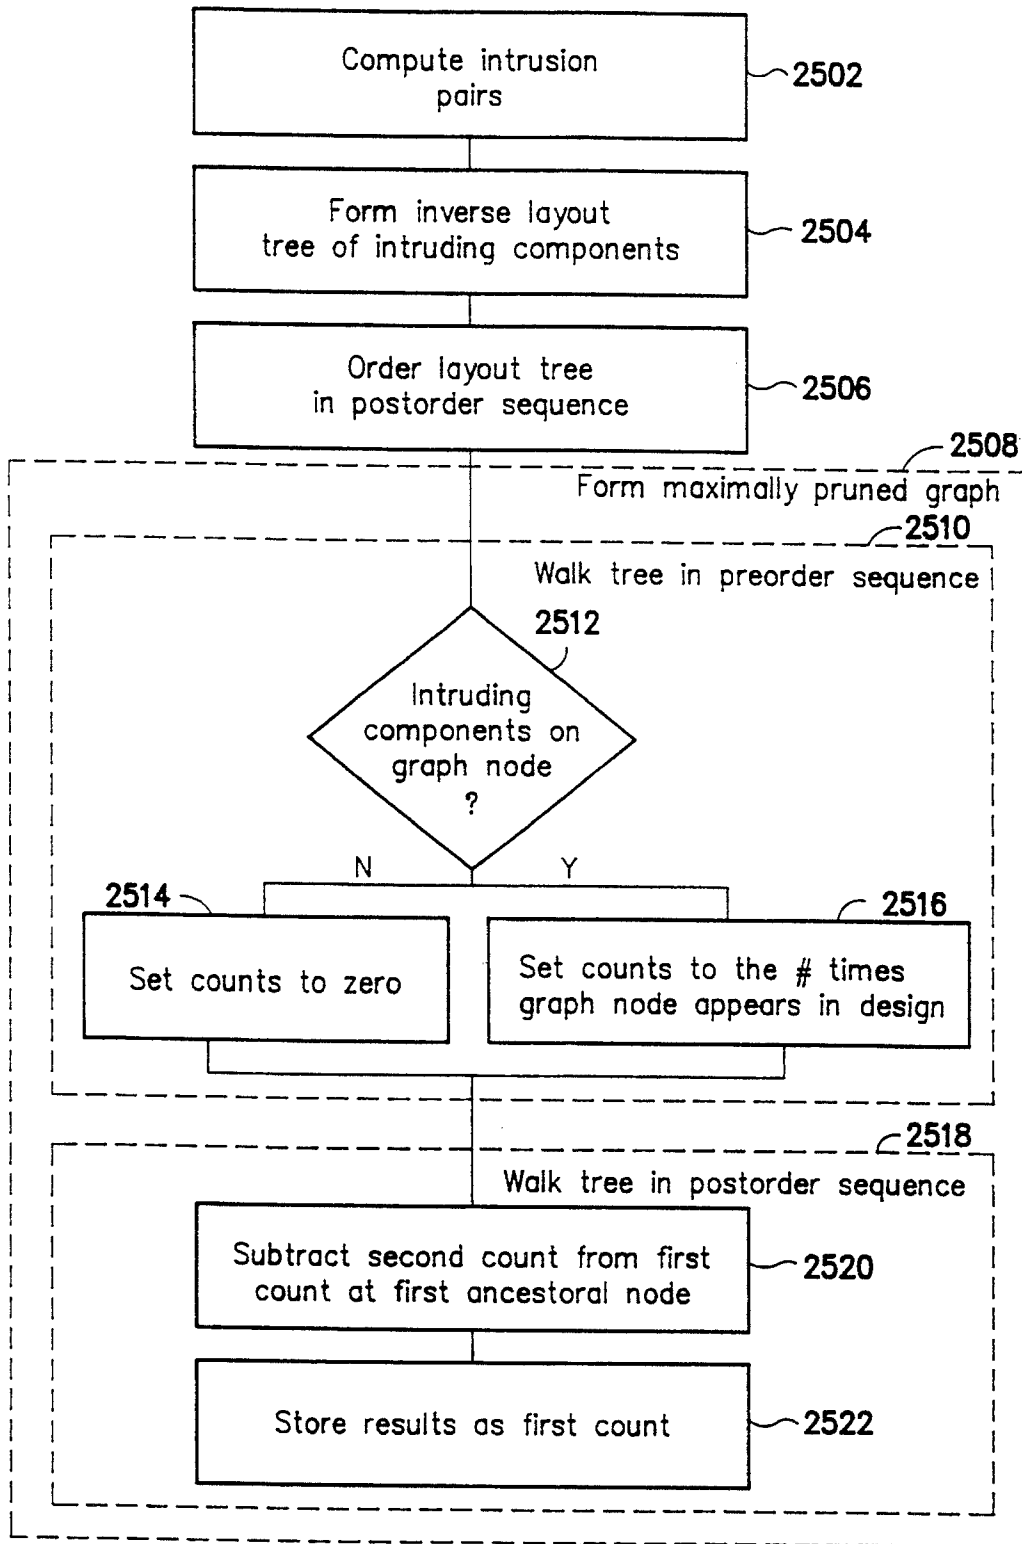 Compute intrusion
pairs
2502
Form inverse layout
tree of intruding components
2504
Order layout tree
in postorder sequence
2506
2508
Form maximally pruned graph
2510
Walk tree in preorder sequence
2512
Intruding
components on
graph node
?
N
Y
2514
Set counts to zero
2516
Set counts to the # times
graph node appears in design
2518
Walk tree in postorder sequence
Subtract second count from first
count at first ancestoral node
2520
Store results as first count
2522